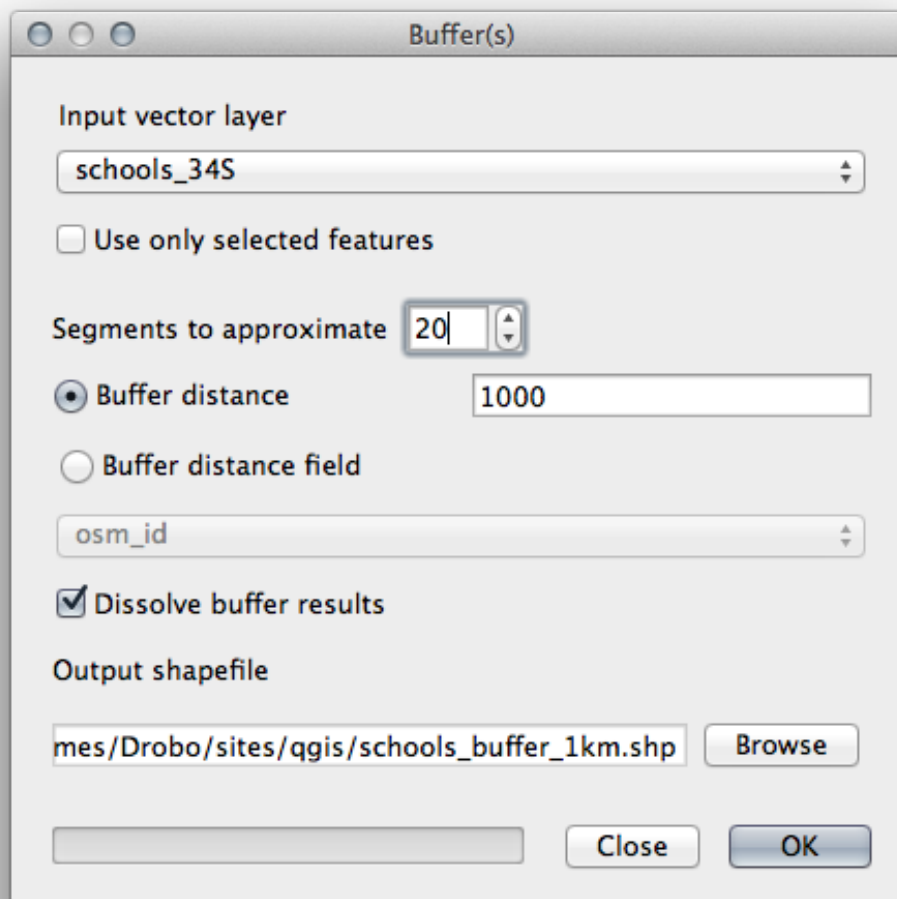 Buffer(s)
Input vector layer
schools_34S
Use only selected features
Segments to approximate 20
Buffer distance 1000
Buffer distance field
osm_id
Dissolve buffer results
Output shapefile
mes/Drobo/sites/qgis/schools_buffer_1km.shp Browse
Close OK